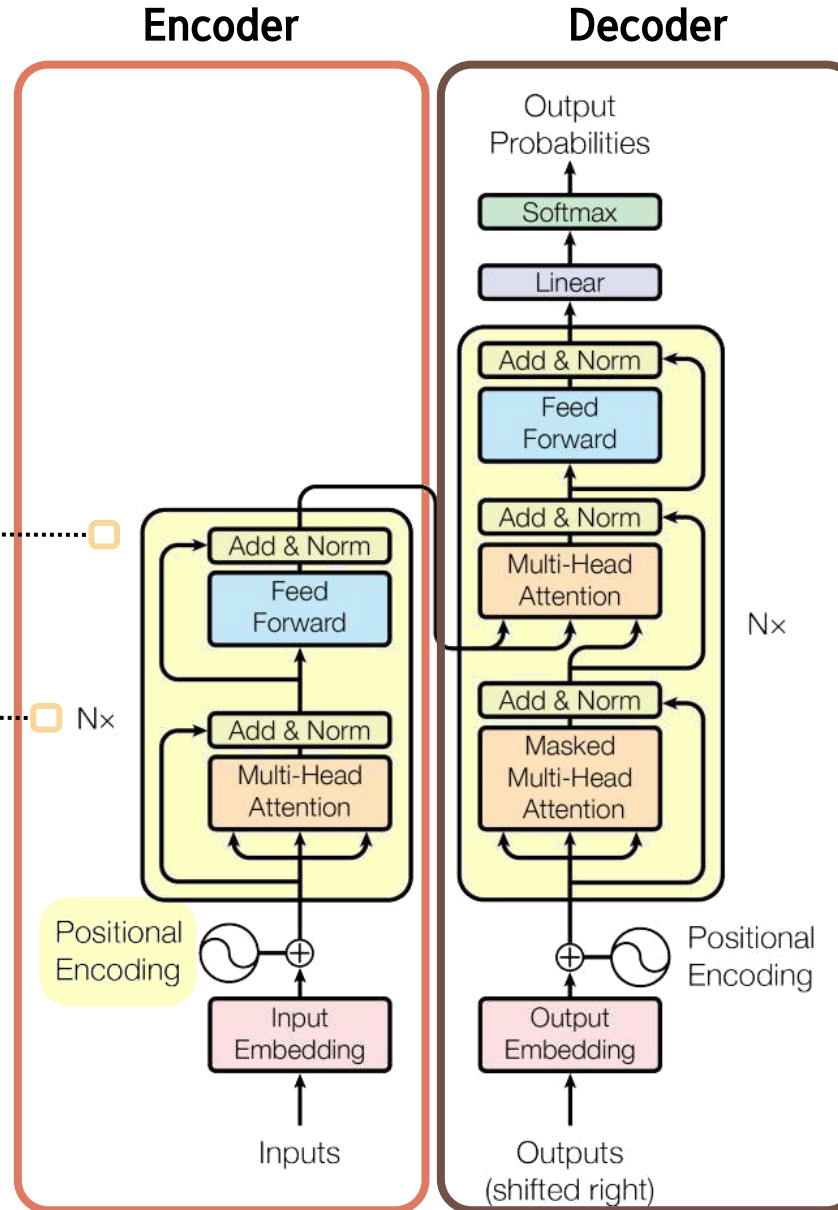 Encoder
Decoder
Output
Probabilities
Softmax
Linear
Add & Norm
Feed
Forward
Add & Norm
Multi-Head
Attention
Nx
Add & Norm
Masked
Multi-Head
Attention
Positional
Encoding
Output
Embedding
Outputs
(shifted right)
Add & Norm
Feed
Forward
Nx
Add & Norm
Multi-Head
Attention
Positional
Encoding
Input
Embedding
Inputs